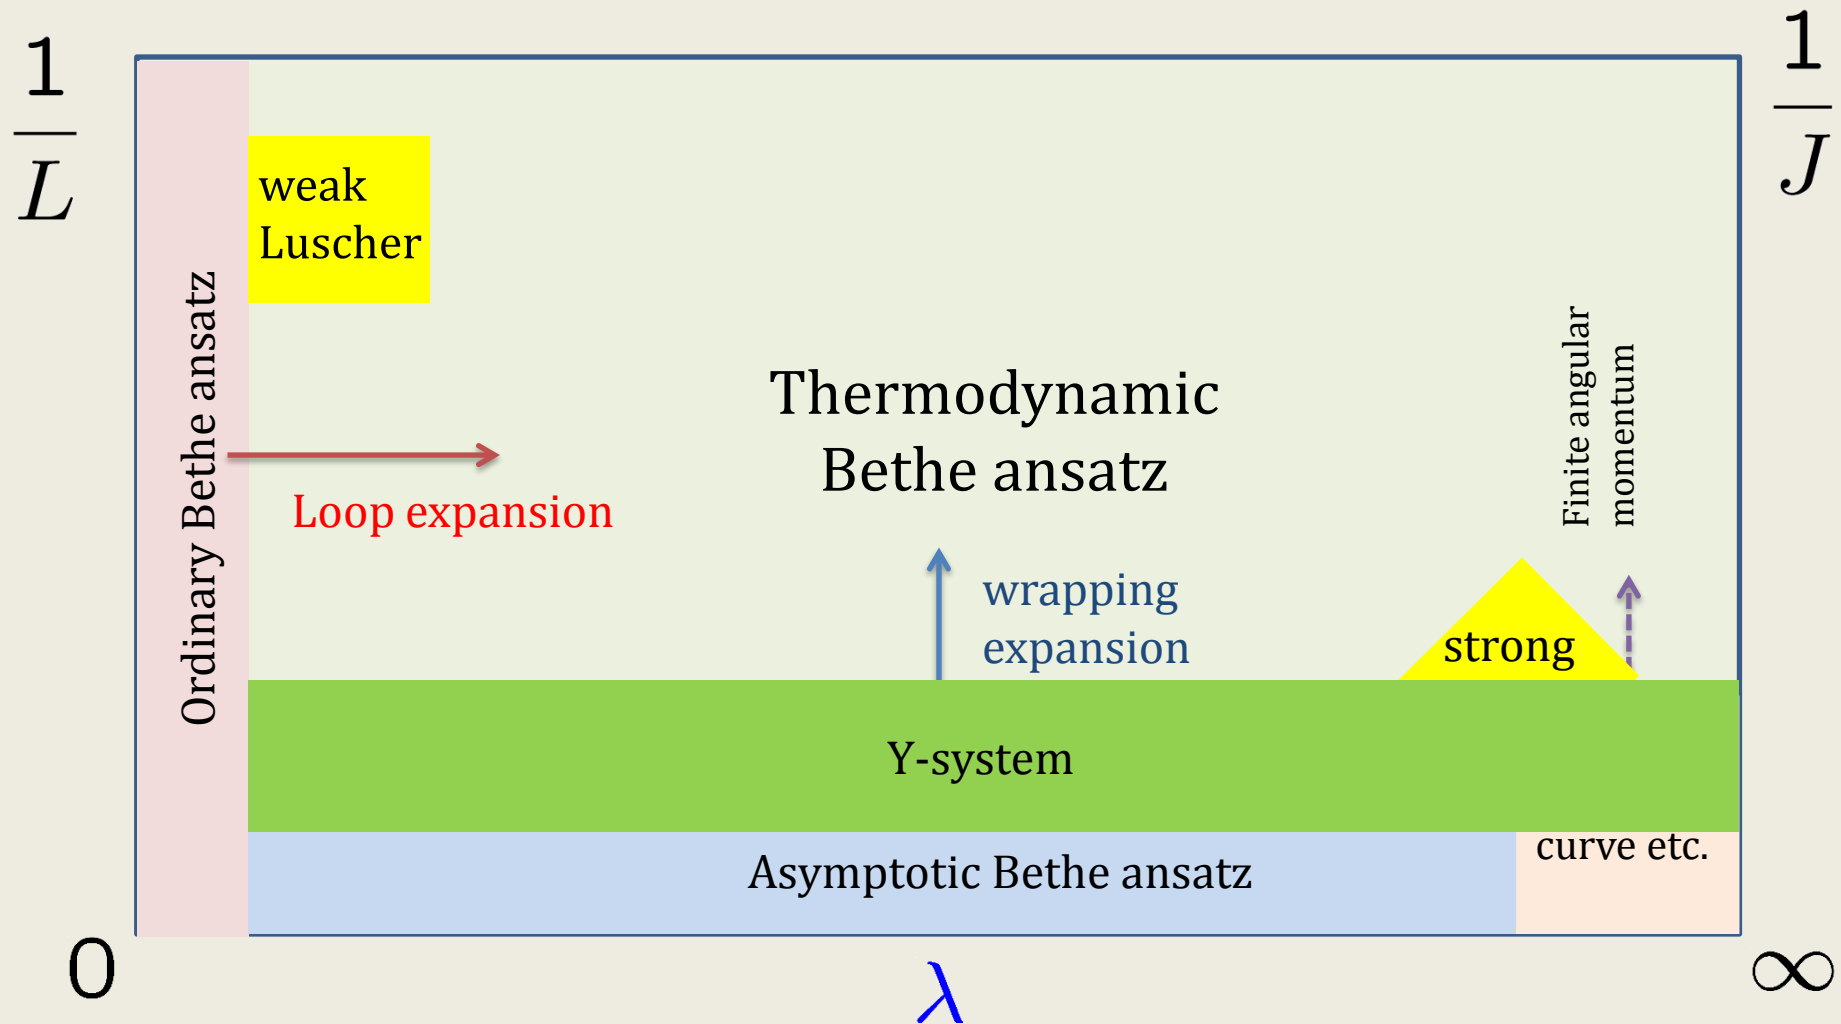 1
L
1
J
weak
Luscher
Ordinary Bethe ansatz
Thermodynamic
Bethe ansatz
Finite angular
momentum
Loop expansion
wrapping
expansion
strong
Y-system
curve etc.
Asymptotic Bethe ansatz
0
λ
∞